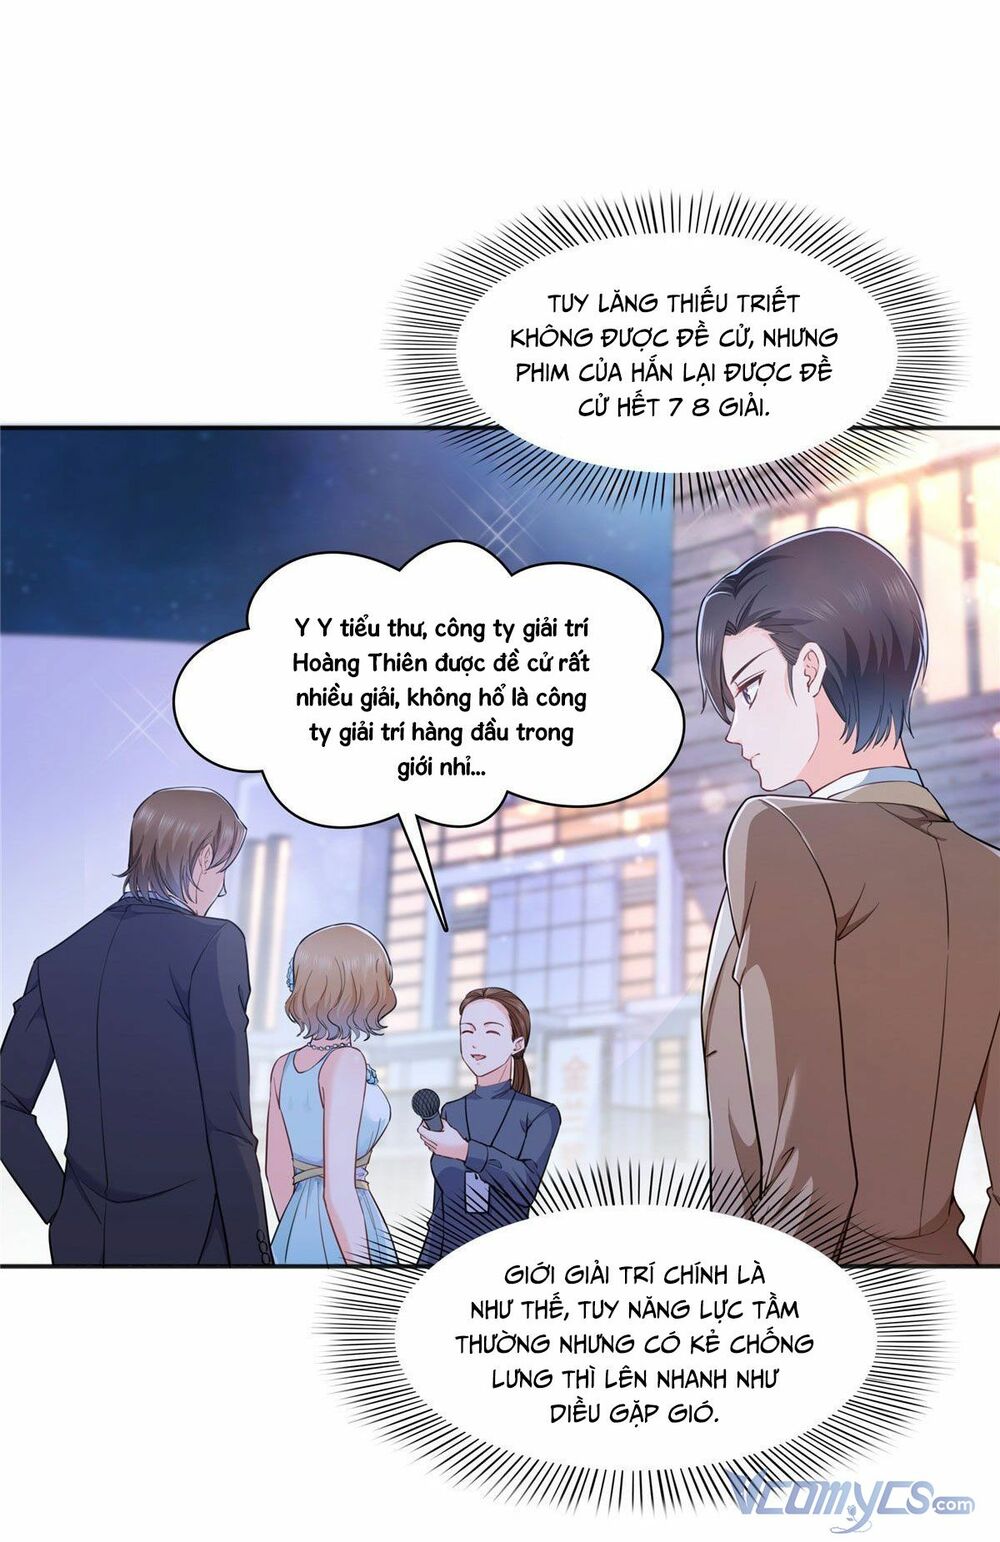 TUY LĂNG THIẾU TRIẾT
KHÔNG ĐƯỢC ĐỀ CỬ, NHƯNG
PHIM CỦA HẮN LẠI ĐƯỢC ĐỀ
CỬ HẾT 7 8 GIẢI.
Y Y tiểu thư, công ty giải trí
Hoàng Thiên được đề cử rất
nhiều giải, không hổ là công
ty giải trí hàng đầu trong
giới nhỉ...
GIỚI GIẢI TRÍ CHÍNH LÀ
NHƯ THẾ, TUY NĂNG LỰC TẦM
THƯỜNG NHƯNG CÓ KẺ CHỐNG
LƯNG THÌ LÊN NHANH NHƯ
DIỀU GẶP GIÓ.
VCOMYCS.com